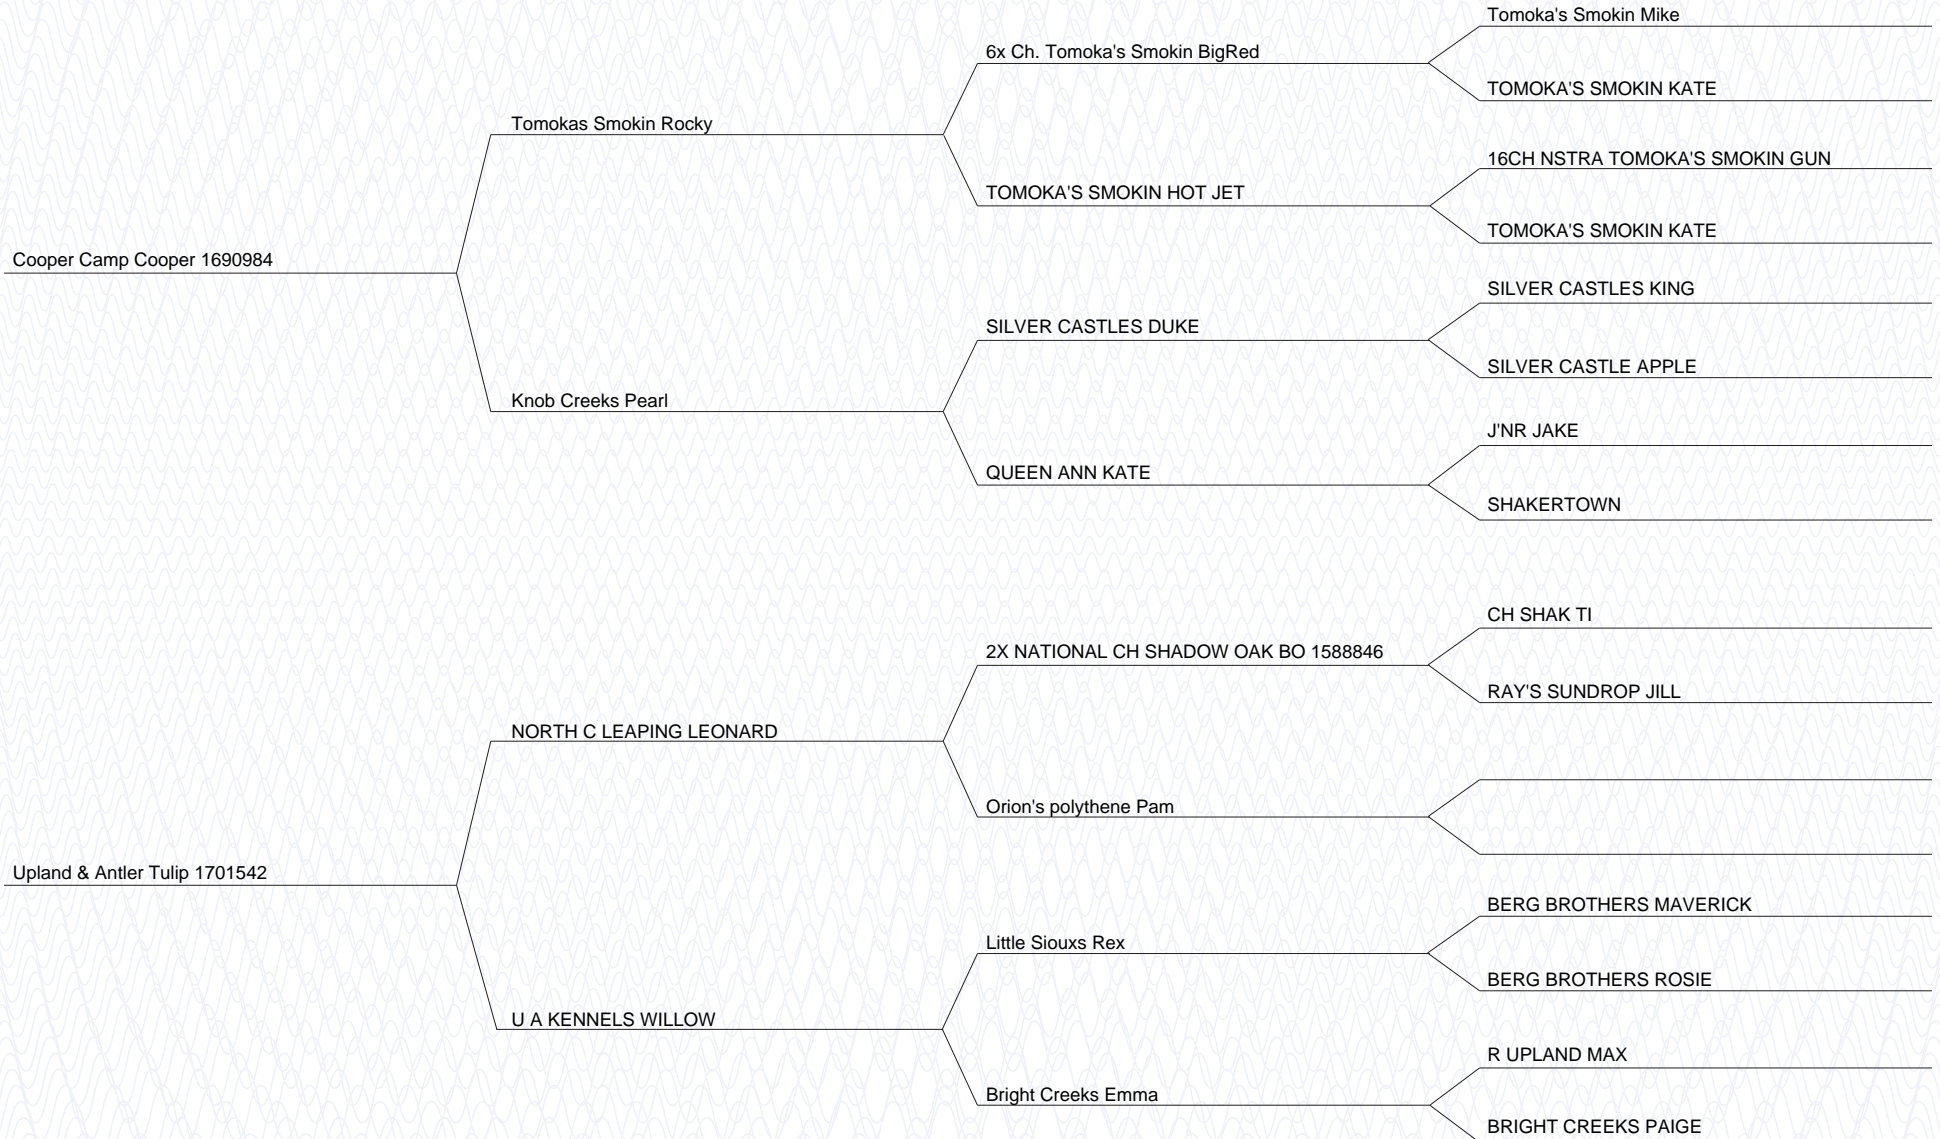 Tomoka's Smokin Mike
6x Ch. Tomoka's Smokin BigRed
TOMOKA'S SMOKIN KATE
Tomokas Smokin Rocky
16CH NSTRA TOMOKA'S SMOKIN GUN
TOMOKA'S SMOKIN HOT JET
TOMOKA'S SMOKIN KATE
Cooper Camp Cooper 1690984
SILVER CASTLES KING
SILVER CASTLES DUKE
SILVER CASTLE APPLE
Knob Creeks Pearl
J'NR JAKE
QUEEN ANN KATE
SHAKERTOWN
CH SHAK TI
2X NATIONAL CH SHADOW OAK BO 1588846
RAY'S SUNDROP JILL
NORTH C LEAPING LEONARD
Orion's polythene Pam
Upland & Antler Tulip 1701542
BERG BROTHERS MAVERICK
Little Siouxs Rex
BERG BROTHERS ROSIE
U A KENNELS WILLOW
R UPLAND MAX
Bright Creeks Emma
BRIGHT CREEKS PAIGE